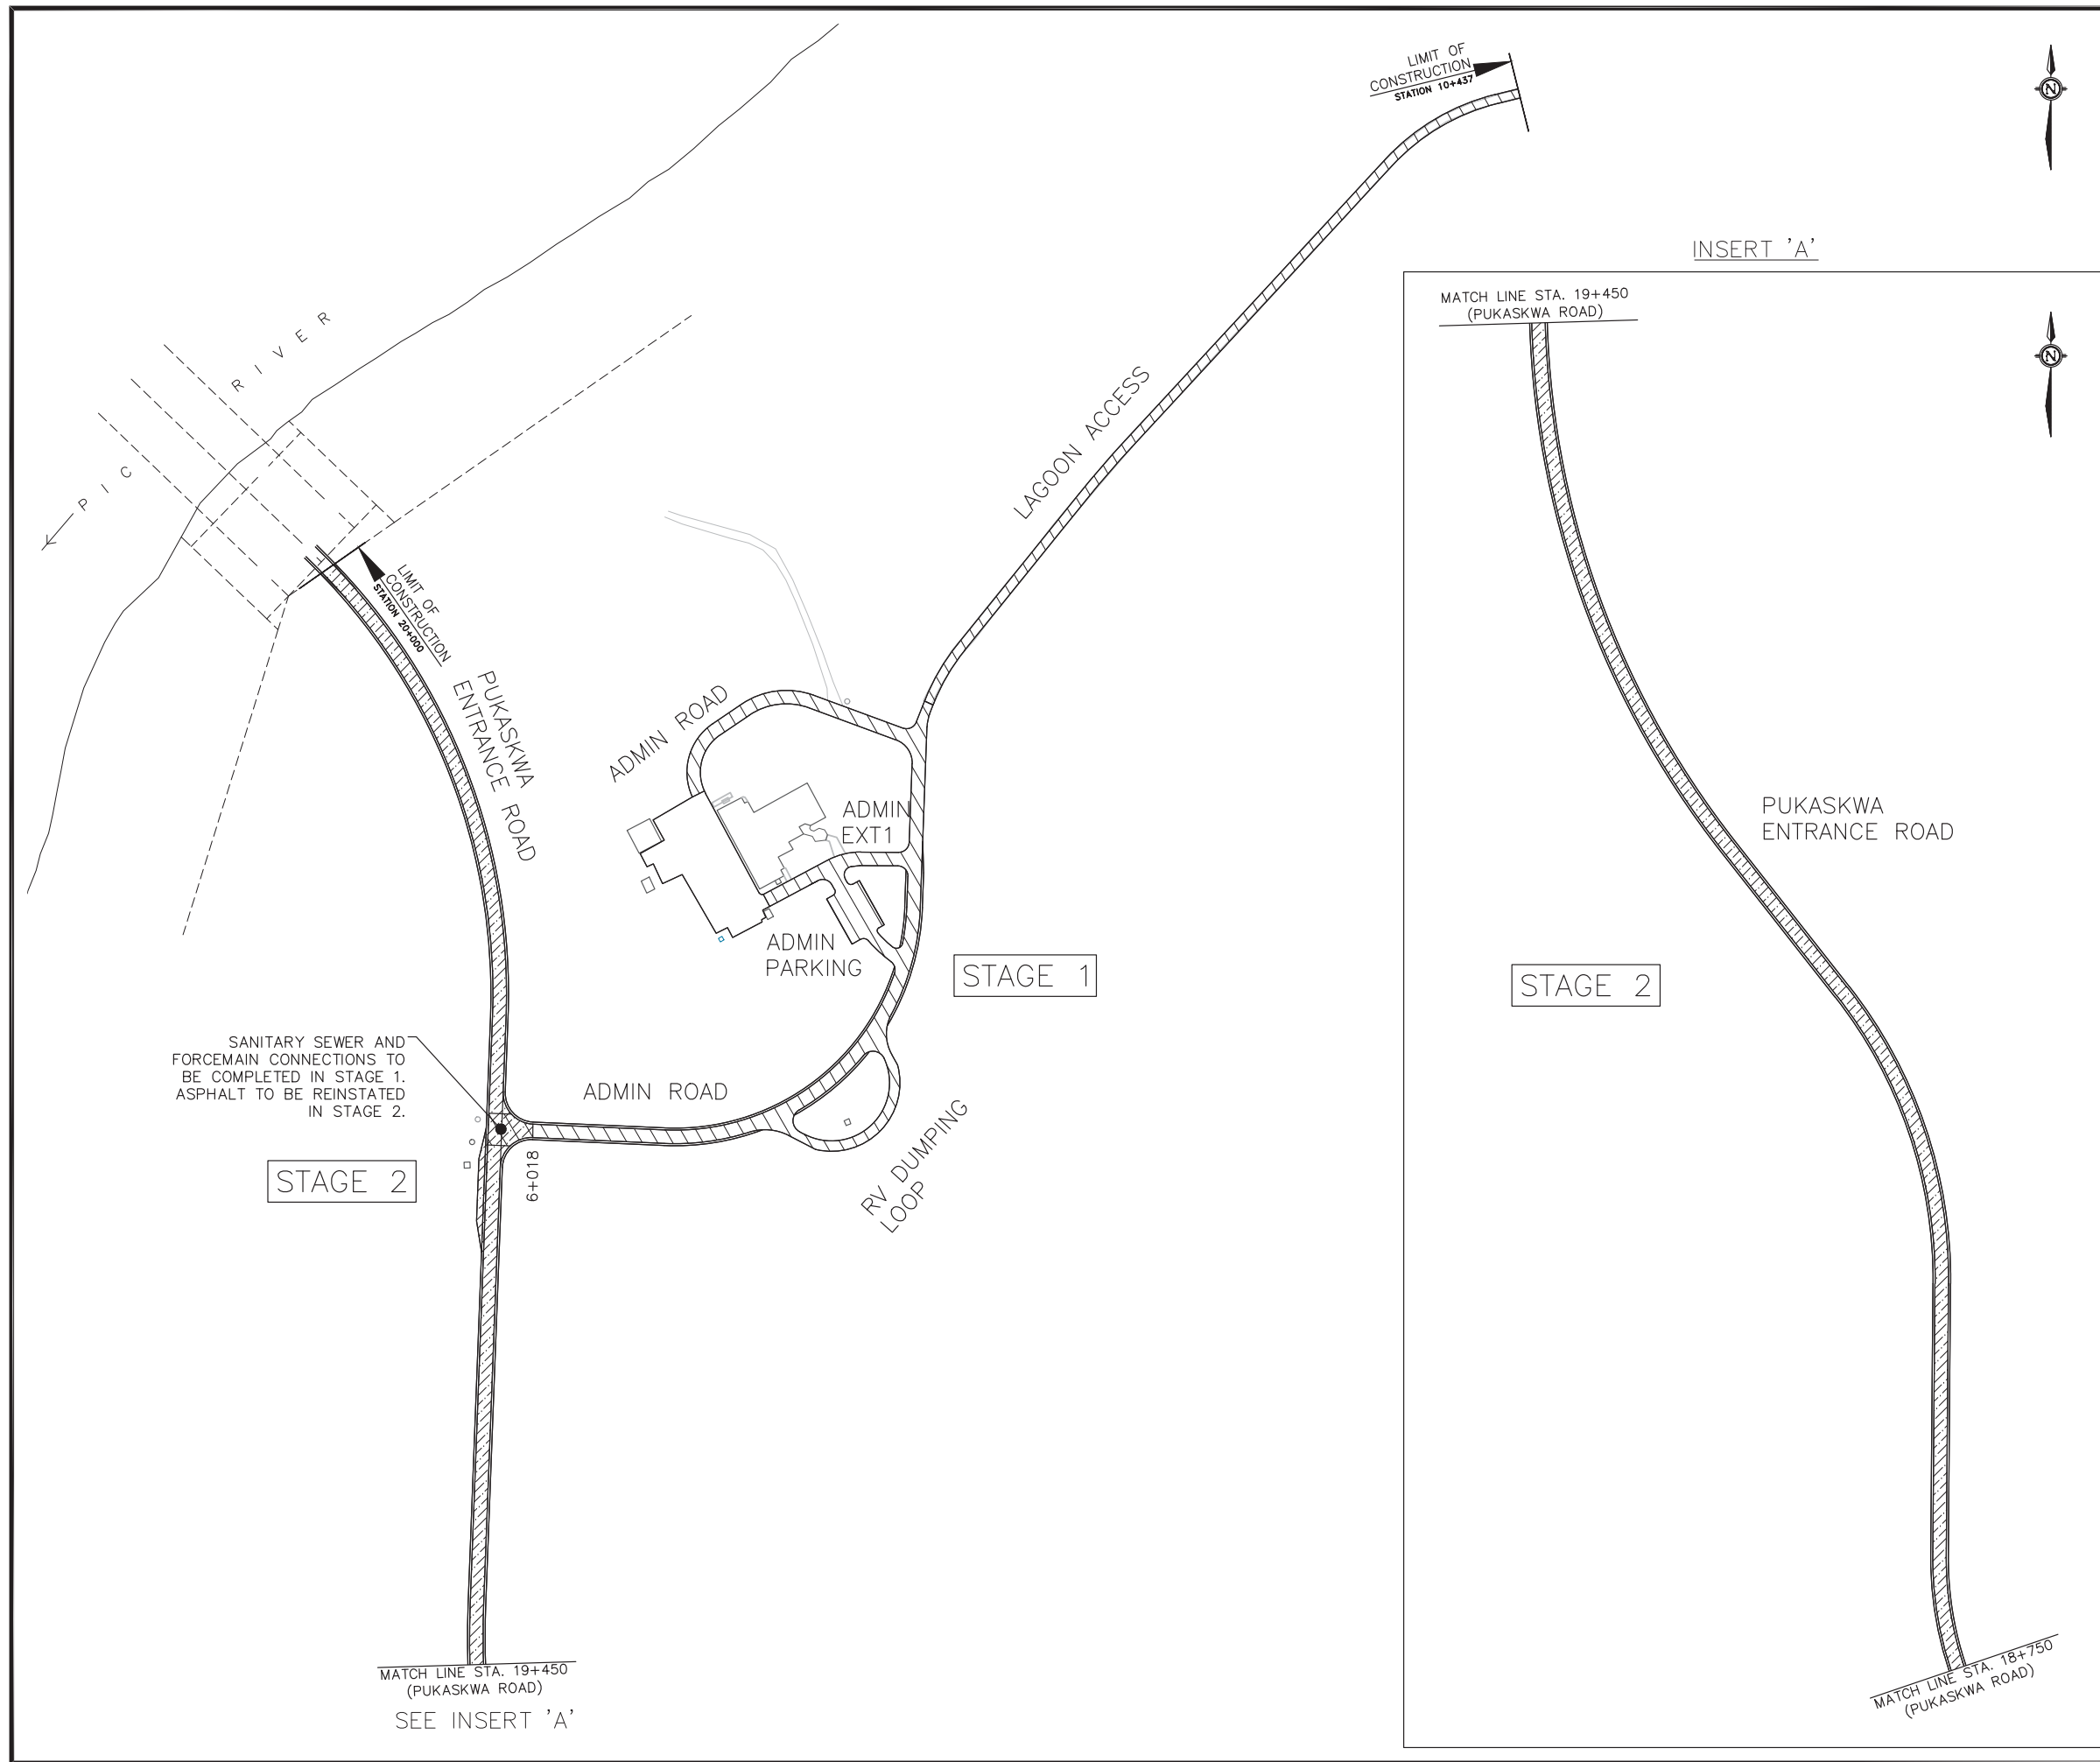 LIMIT OF
CONSTRUCTION
STATION 10+437
N
INSERT 'A'
MATCH LINE STA. 19+450
(PUKASKWA ROAD)
N
PIC RIVER
LAGOON ACCESS
LIMIT OF
CONSTRUCTION
STATION 20+000
PUKASKWA
ENTRANCE ROAD
ADMIN ROAD
ADMIN
EXT1
PUKASKWA
ENTRANCE ROAD
ADMIN
PARKING
STAGE 1
STAGE 2
SANITARY SEWER AND
FORCEMAIN CONNECTIONS TO
BE COMPLETED IN STAGE 1.
ASPHALT TO BE REINSTATED
IN STAGE 2.
ADMIN ROAD
RV DUMPING
LOOP
6+018
STAGE 2
MATCH LINE STA. 19+450
(PUKASKWA ROAD)
SEE INSERT 'A'
MATCH LINE STA. 18+750
(PUKASKWA ROAD)